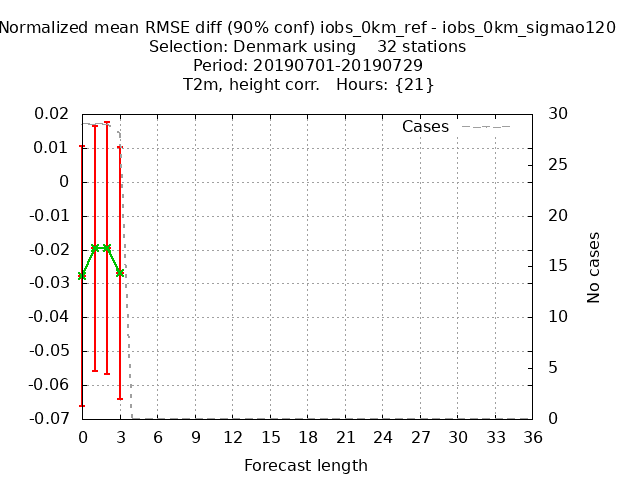 Normalized mean RMSE diff (90% conf) iobs_0km_ref - iobs_0km_sigmao120
Selection: Denmark using    32 stations
Period: 20190701-20190729
T2m, height corr.   Hours: {21}
Cases
0.02
0.01
0
-0.01
-0.02
-0.03
-0.04
-0.05
-0.06
-0.07
30
25
20
15
10
5
0
No cases
0 3 6 9 12 15 18 21 24 27 30 33 36
Forecast length